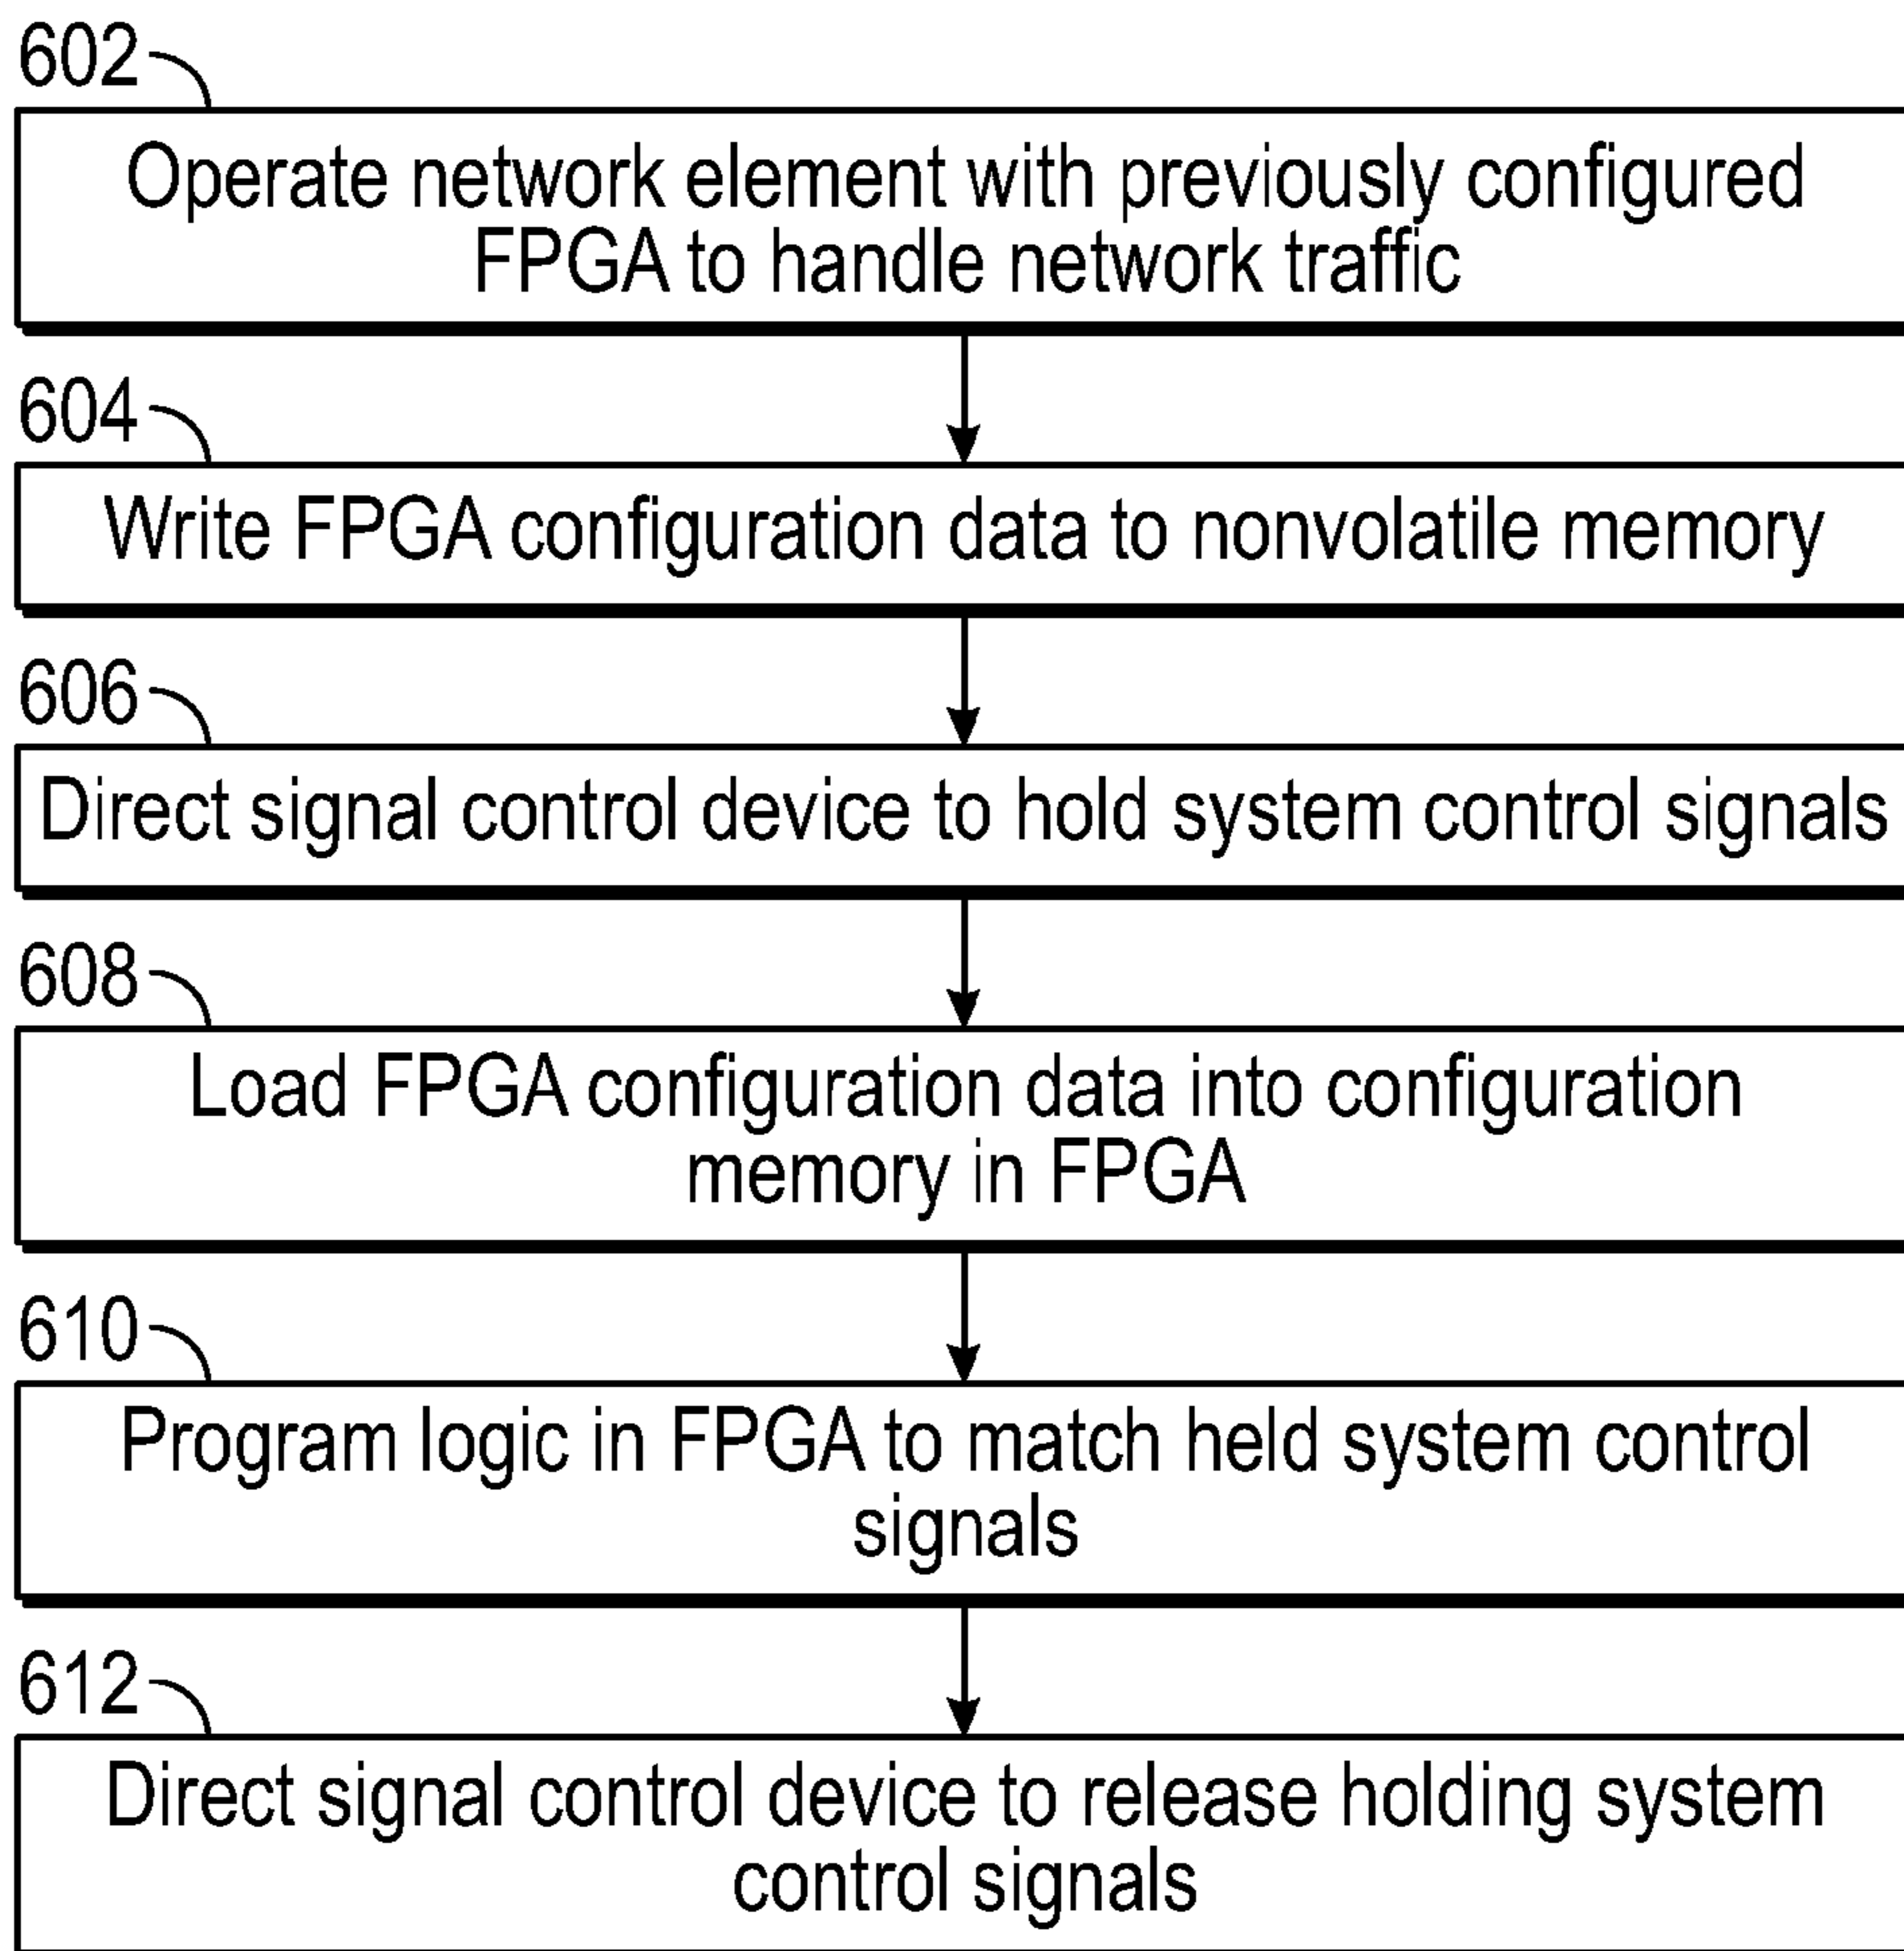 602
Operate network element with previously configured
FPGA to handle network traffic
604
Write FPGA configuration data to nonvolatile memory
606
Direct signal control device to hold system control signals
608
Load FPGA configuration data into configuration
memory in FPGA
610
Program logic in FPGA to match held system control
signals
612
Direct signal control device to release holding system
control signals